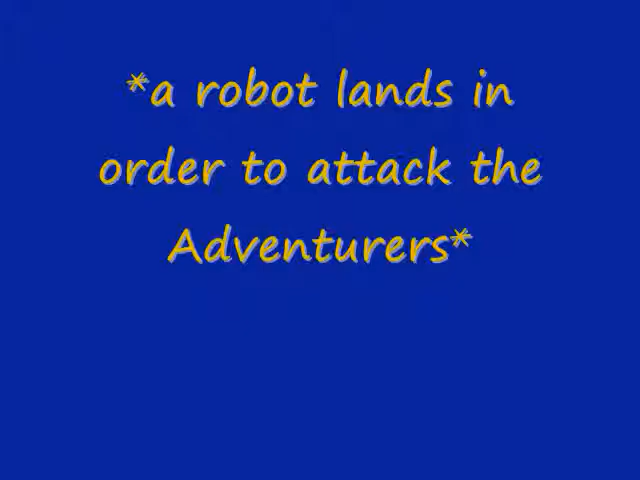 *a robot lands in
order to attack the
Adventurers*